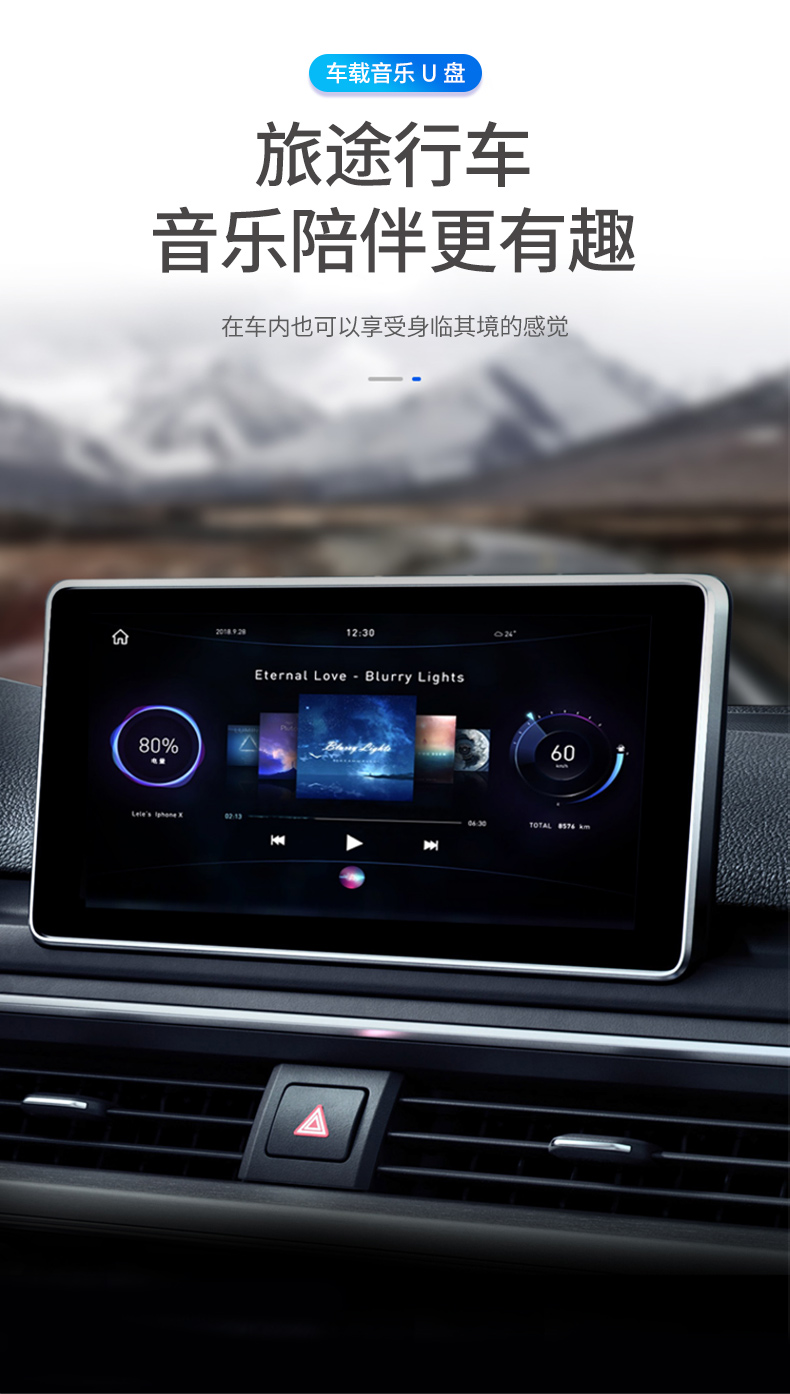 车载音乐 U 盘
旅途行车
音乐陪伴更有趣
在车内也可以享受身临其境的感觉
2018.9.28
12:30
24°
Eternal Love - Blurry Lights
80%
电量
Blurry Lights
60
km/h
Lele's Iphone X
02:13
06:30
TOTAL 8576 km